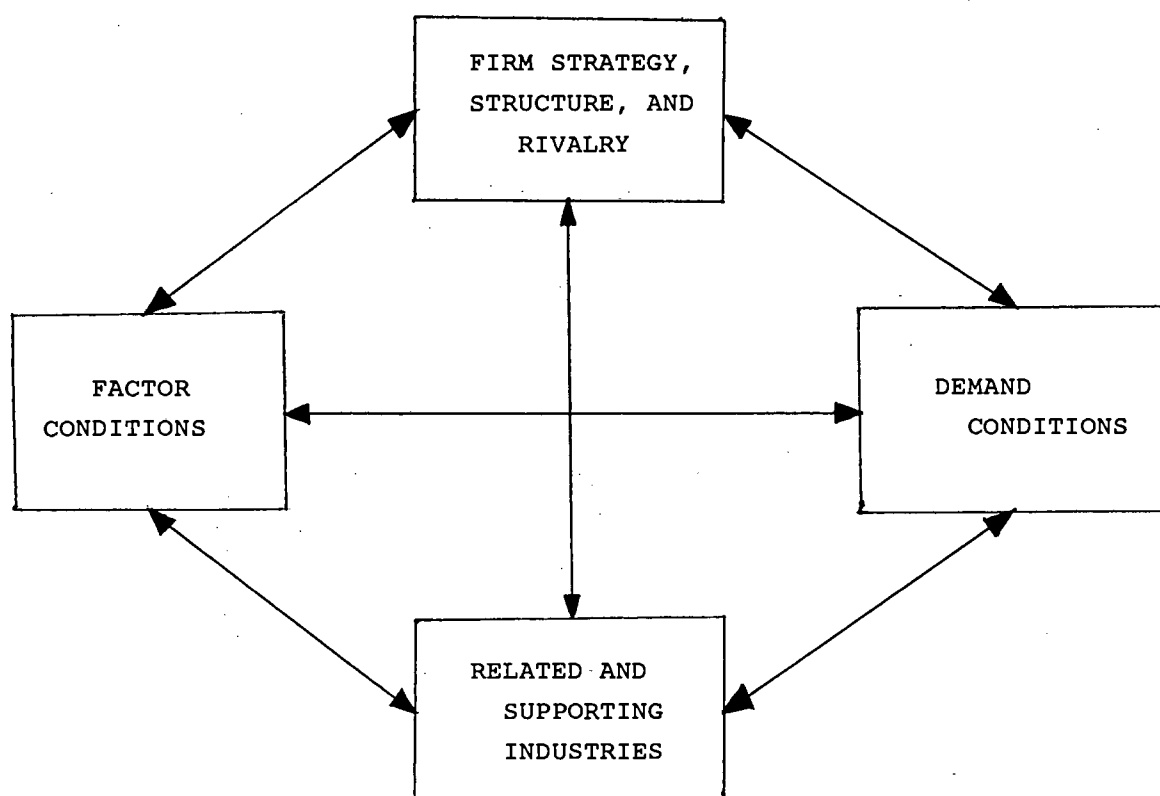 FIRM STRATEGY,
STRUCTURE, AND
RIVALRY
FACTOR
CONDITIONS
DEMAND
CONDITIONS
RELATED AND
SUPPORTING
INDUSTRIES